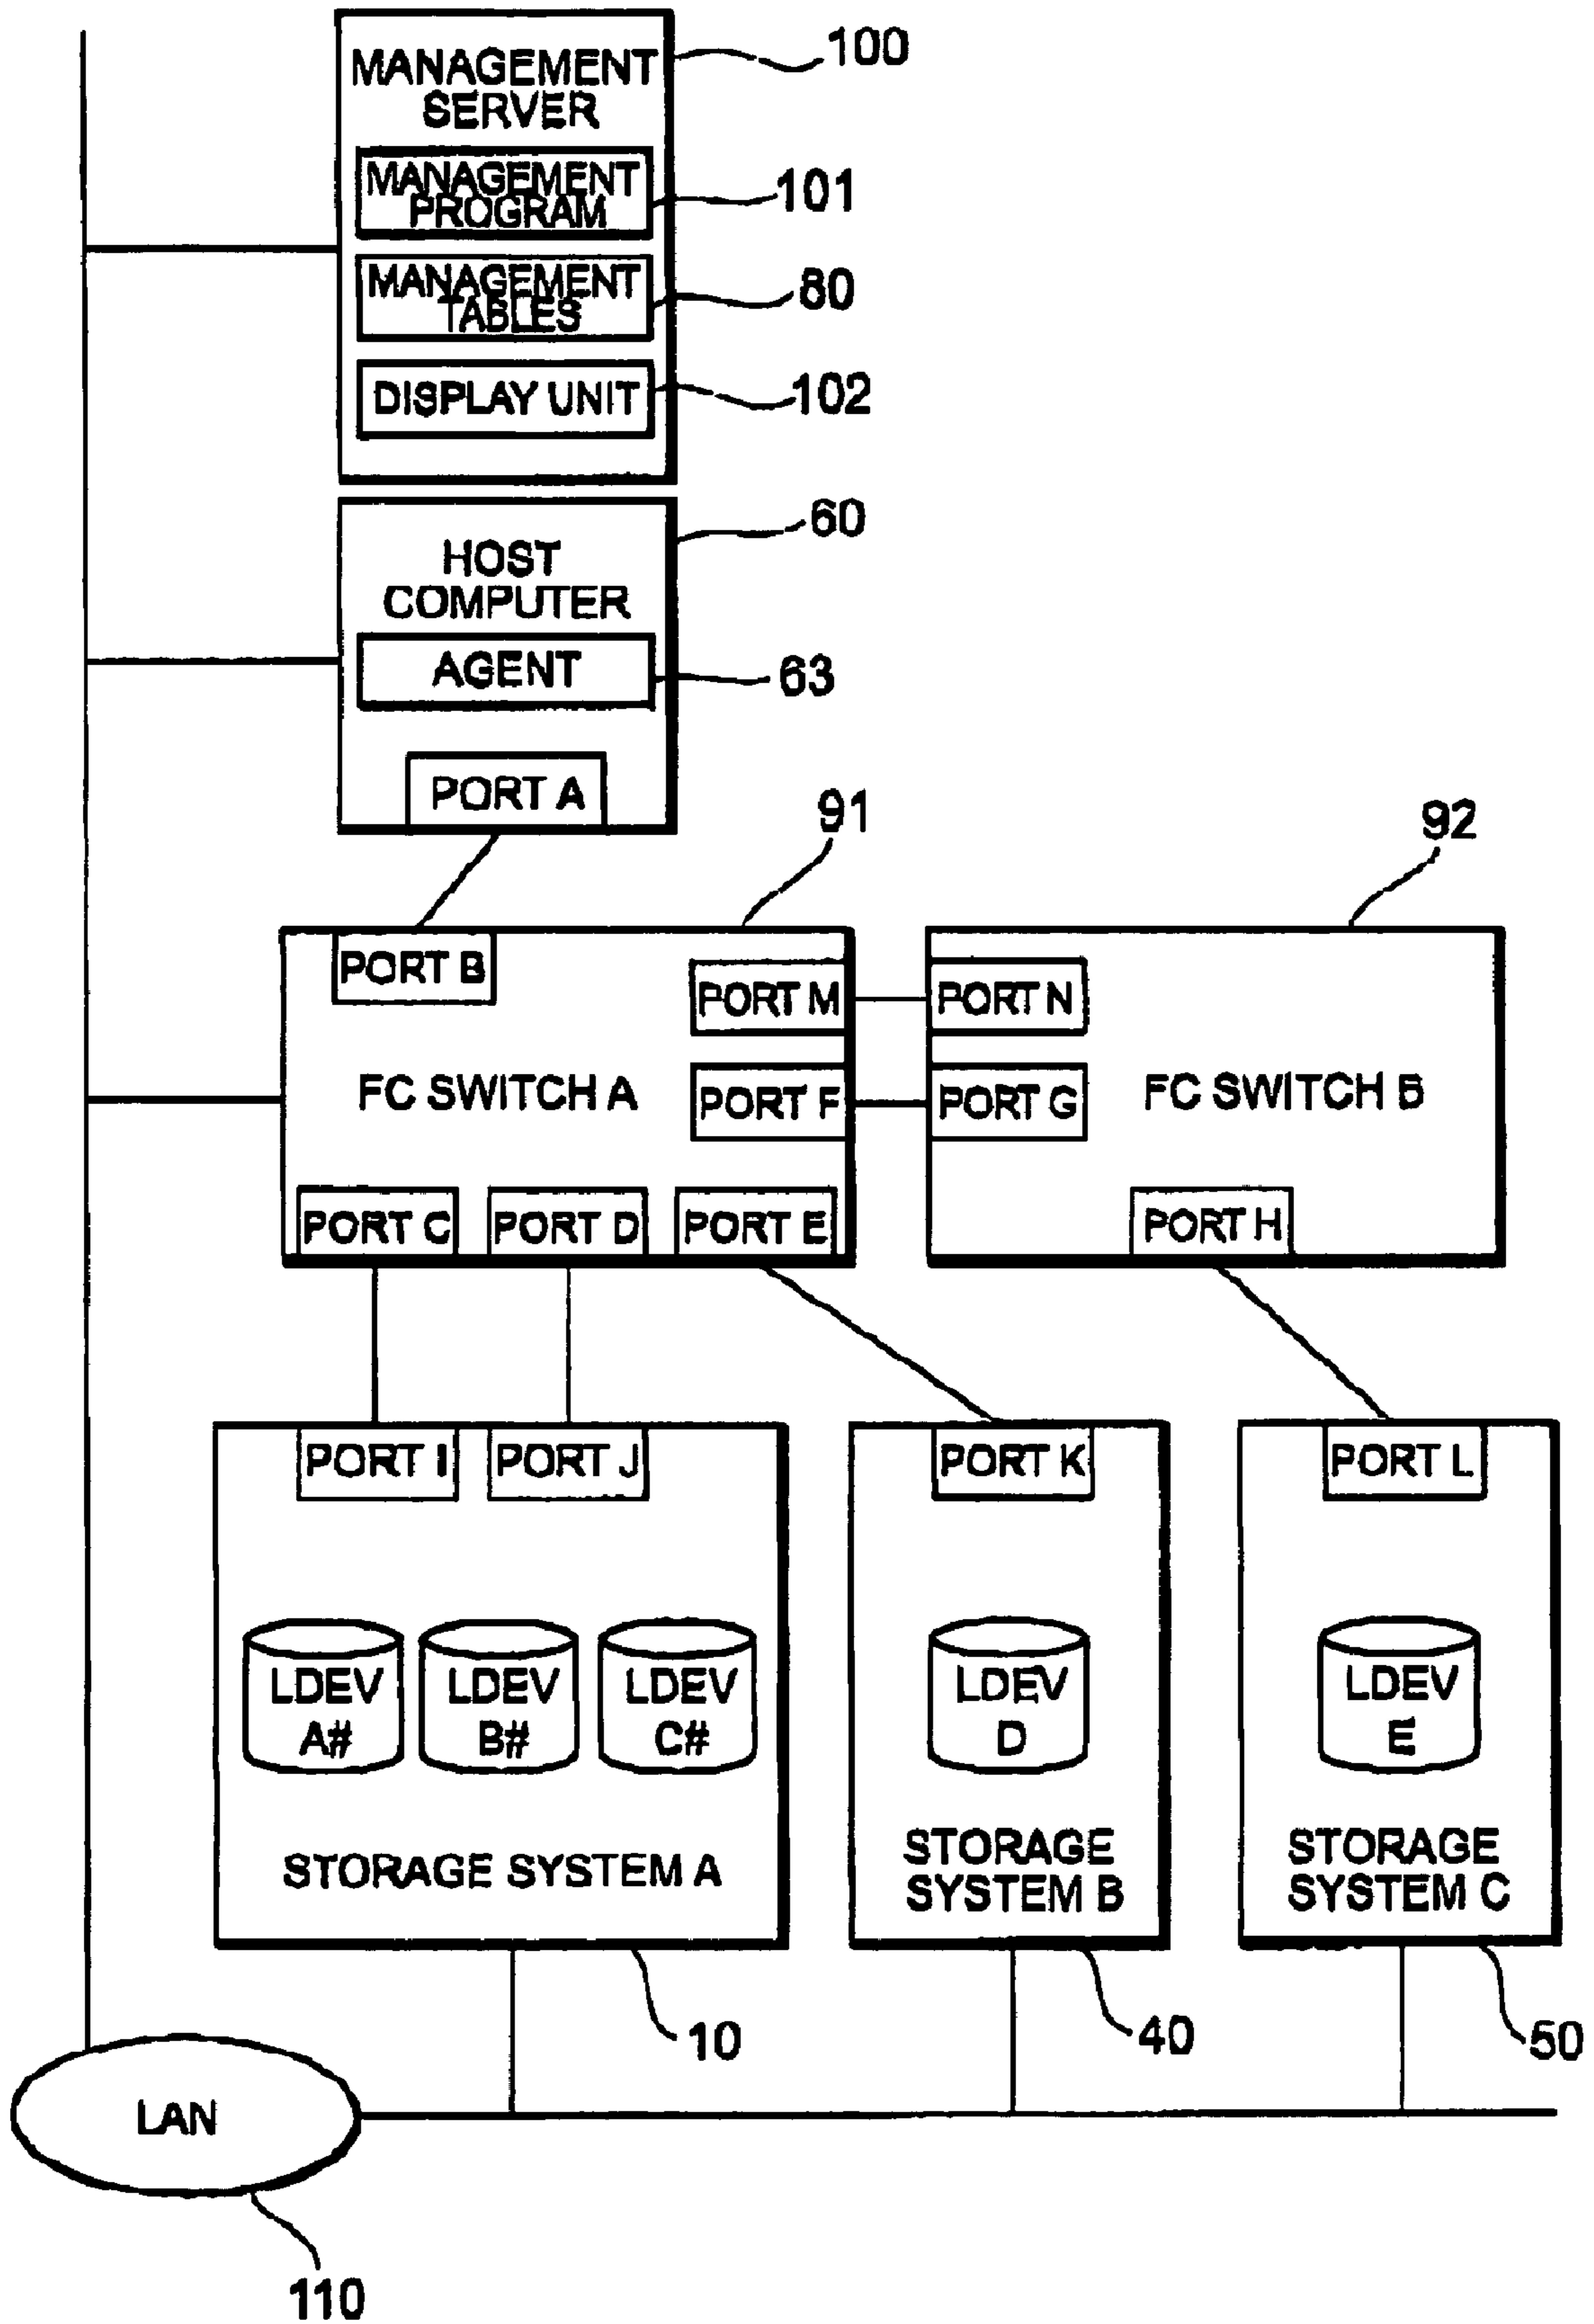 100
MANAGEMENT
SERVER
MANAGEMENT
PROGRAM
101
MANAGEMENT
TABLES
80
DISPLAY UNIT
102
60
HOST
COMPUTER
AGENT
63
PORT A
91
92
PORT B
PORT M
PORT N
FC SWITCH A
PORT F
PORT G
FC SWITCH B
PORT C
PORT D
PORT E
PORT H
PORT I
PORT J
PORT K
PORT L
LDEV
A#
LDEV
B#
LDEV
C#
LDEV
D
LDEV
E
STORAGE SYSTEM A
STORAGE
SYSTEM B
STORAGE
SYSTEM C
10
40
50
LAN
110